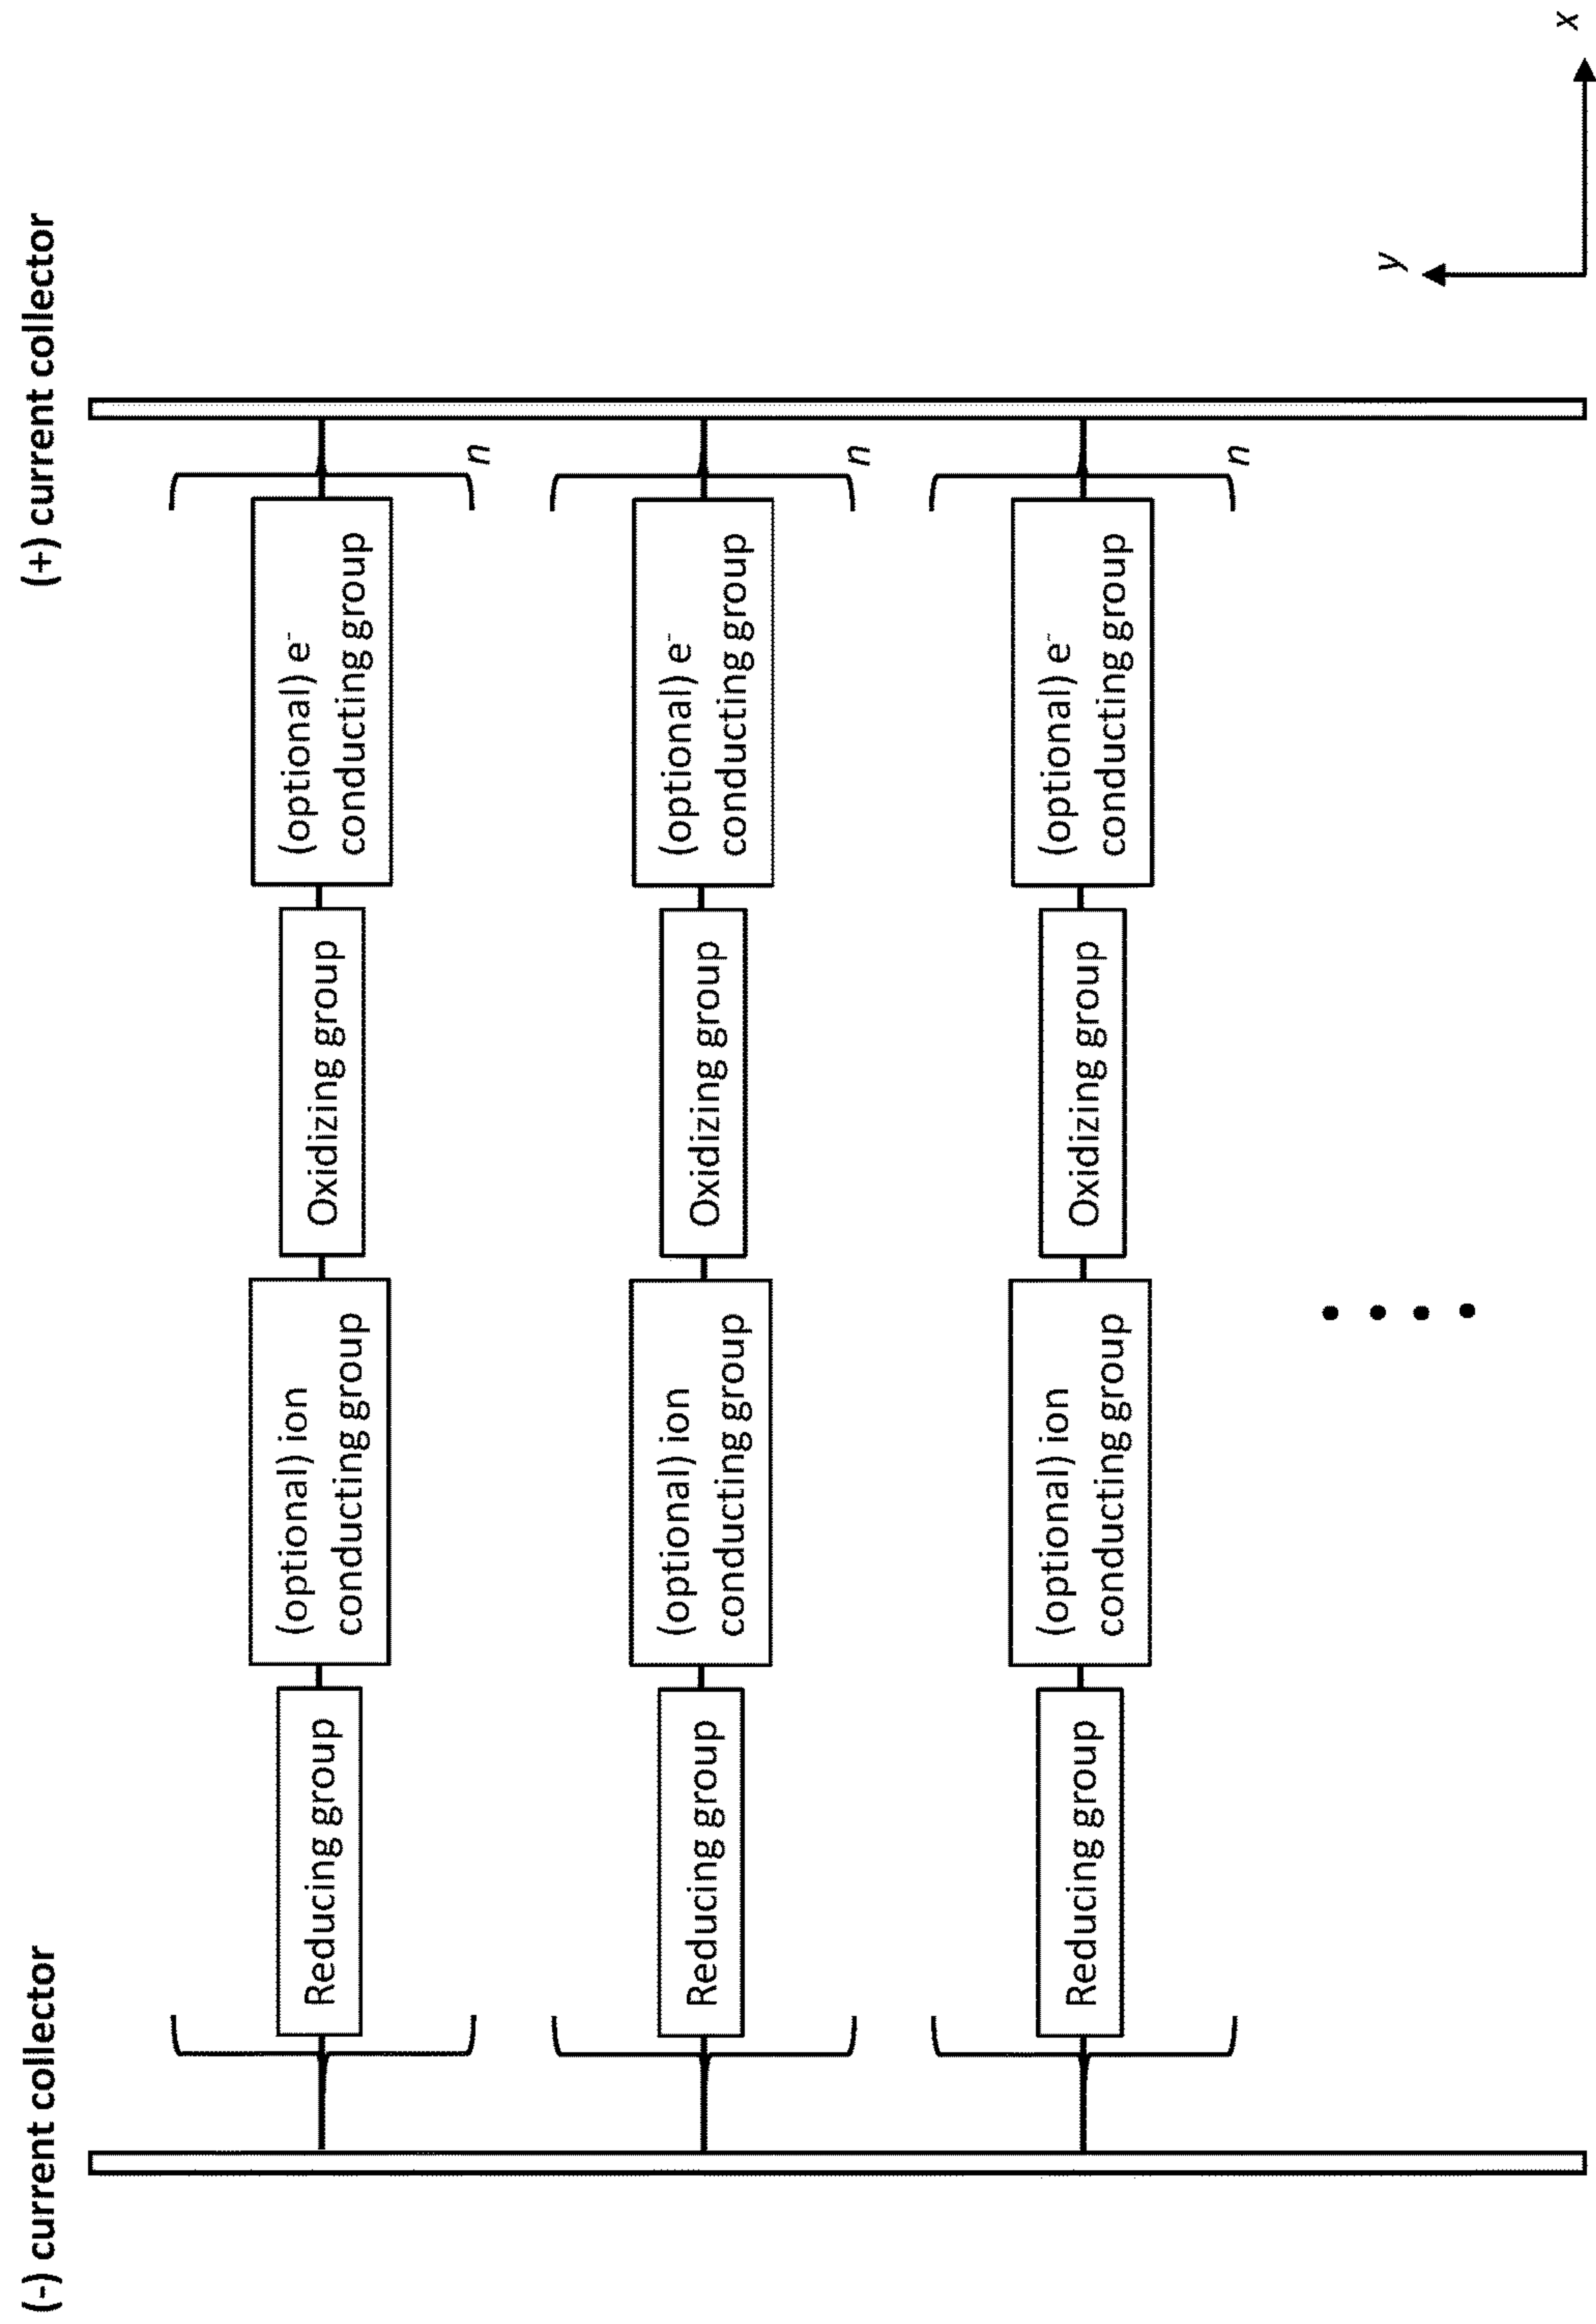 (-) current collector
(+) current collector
Reducing group
(optional) ion
conducting group
Oxidizing group
(optional) e⁻
conducting group
n
Reducing group
(optional) ion
conducting group
Oxidizing group
(optional) e⁻
conducting group
n
Reducing group
(optional) ion
conducting group
Oxidizing group
(optional) e⁻
conducting group
n
y
x